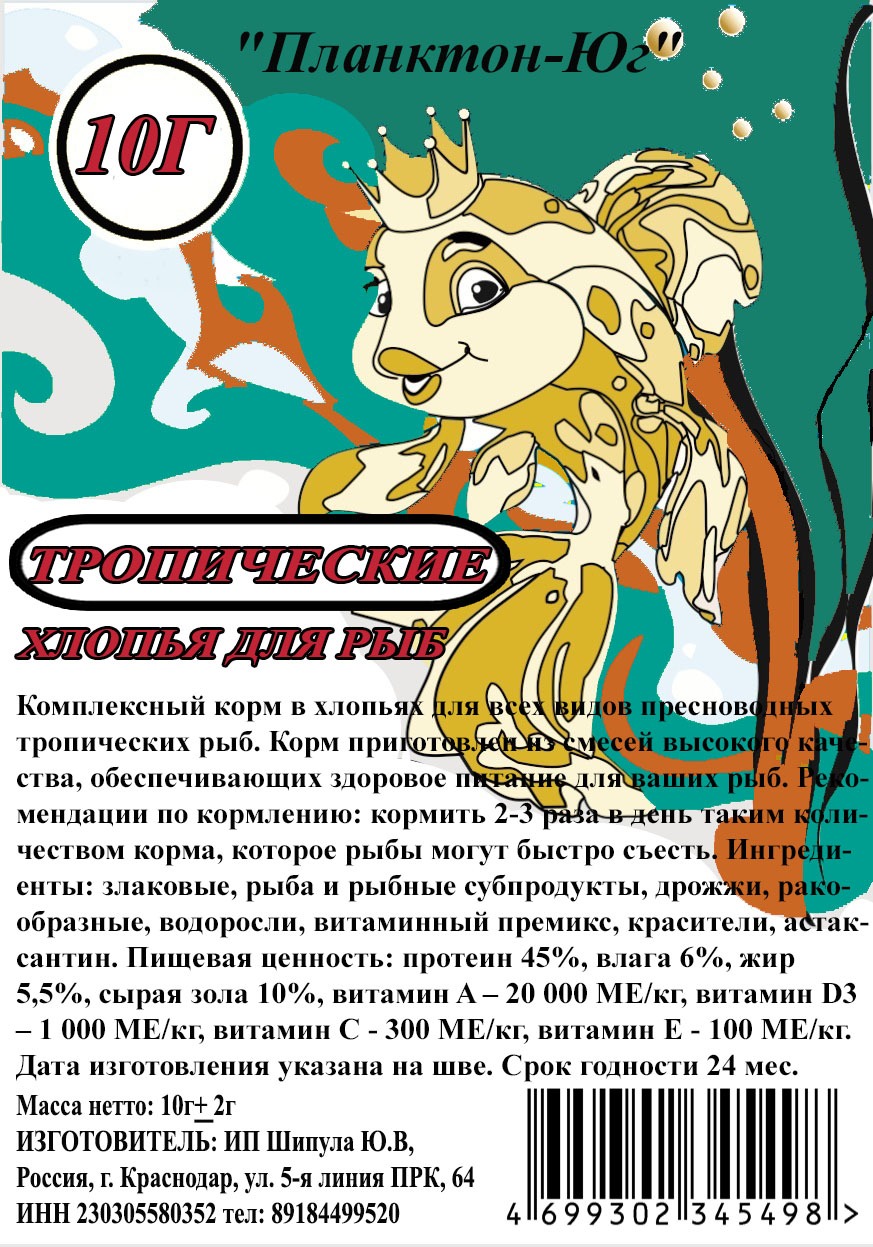 "Планктон-Юг"
10Г
ТРОПИЧЕСКИЕ
ХЛОПЬЯ ДЛЯ РЫБ
Комплексный корм в хлопьях для всех видов пресноводных
тропических рыб. Корм приготовлен из смесей высокого каче-
ства, обеспечивающих здоровое питание для ваших рыб. Реко-
мендации по кормлению: кормить 2-3 раза в день таким коли-
чеством корма, которое рыбы могут быстро съесть. Ингреди-
енты: злаковые, рыба и рыбные субпродукты, дрожжи, рако-
образные, водоросли, витаминный премикс, красители, астак-
сантин. Пищевая ценность: протеин 45%, влага 6%, жир
5,5%, сырая зола 10%, витамин A – 20 000 МЕ/кг, витамин D3
– 1 000 МЕ/кг, витамин С - 300 МЕ/кг, витамин Е - 100 МЕ/кг.
Дата изготовления указана на шве. Срок годности 24 мес.
Масса нетто: 10г+ 2г
ИЗГОТОВИТЕЛЬ: ИП Шипула Ю.В,
Россия, г. Краснодар, ул. 5-я линия ПРК, 64
ИНН 230305580352 тел: 89184499520
4 699302 345498 >